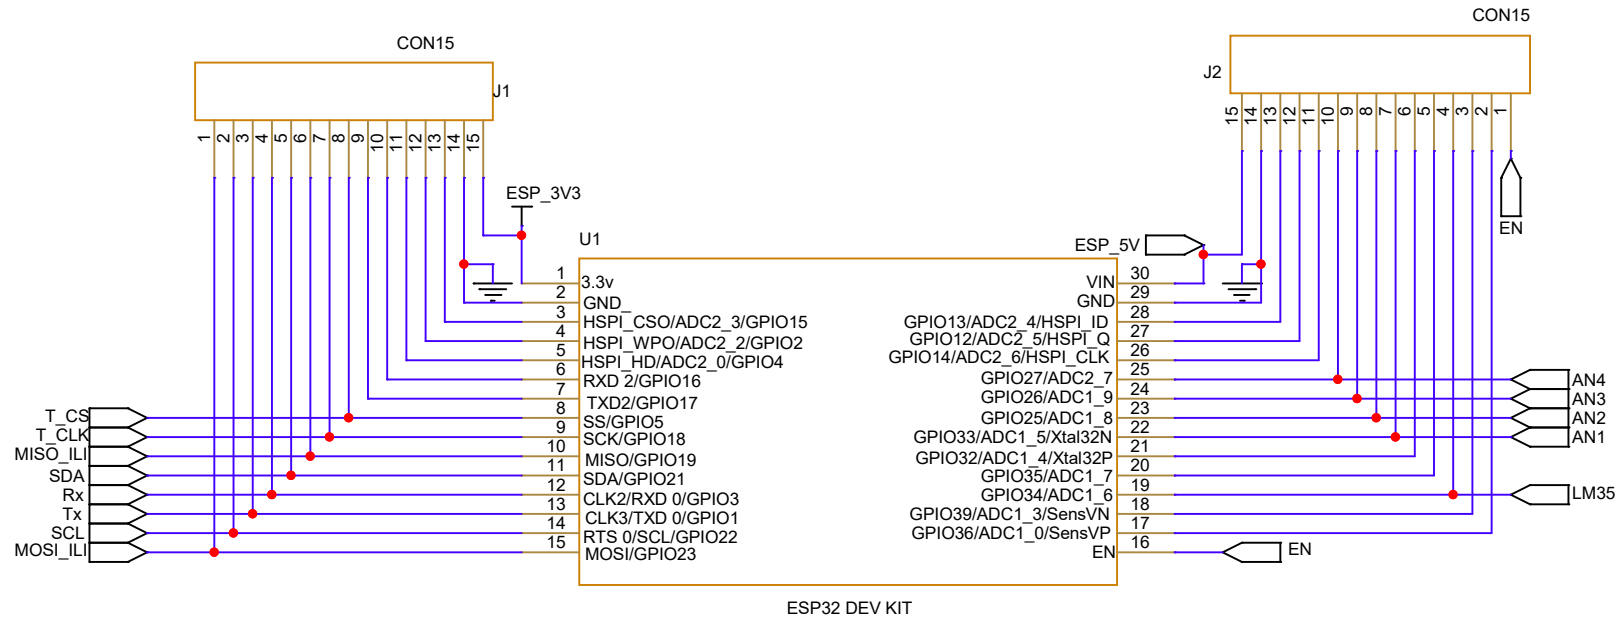 CON15
J1
1 2 3 4 5 6 7 8 9 10 11 12 13 14 15
CON15
J2
15 14 13 12 11 10 9 8 7 6 5 4 3 2 1
EN
ESP_3V3
U1
ESP_5V
1 3.3v
2 GND_
3 HSPI_CSO/ADC2_3/GPIO15
4 HSPI_WPO/ADC2_2/GPIO2
5 HSPI_HD/ADC2_0/GPIO4
6 RXD 2/GPIO16
7 TXD2/GPIO17
T_CS 8 SS/GPIO5
T_CLK 9 SCK/GPIO18
MISO_ILI 10 MISO/GPIO19
SDA 11 SDA/GPIO21
Rx 12 CLK2/RXD 0/GPIO3
Tx 13 CLK3/TXD 0/GPIO1
SCL 14 RTS 0/SCL/GPIO22
MOSI_ILI 15 MOSI/GPIO23
VIN 30
GND 29
GPIO13/ADC2_4/HSPI_ID 28
GPIO12/ADC2_5/HSPI_Q 27
GPIO14/ADC2_6/HSPI_CLK 26
GPIO27/ADC2_7 25 AN4
GPIO26/ADC1_9 24 AN3
GPIO25/ADC1_8 23 AN2
GPIO33/ADC1_5/Xtal32N 22 AN1
GPIO32/ADC1_4/Xtal32P 21
GPIO35/ADC1_7 20
GPIO34/ADC1_6 19 LM35
GPIO39/ADC1_3/SensVN 18
GPIO36/ADC1_0/SensVP 17
EN 16 EN
ESP32 DEV KIT